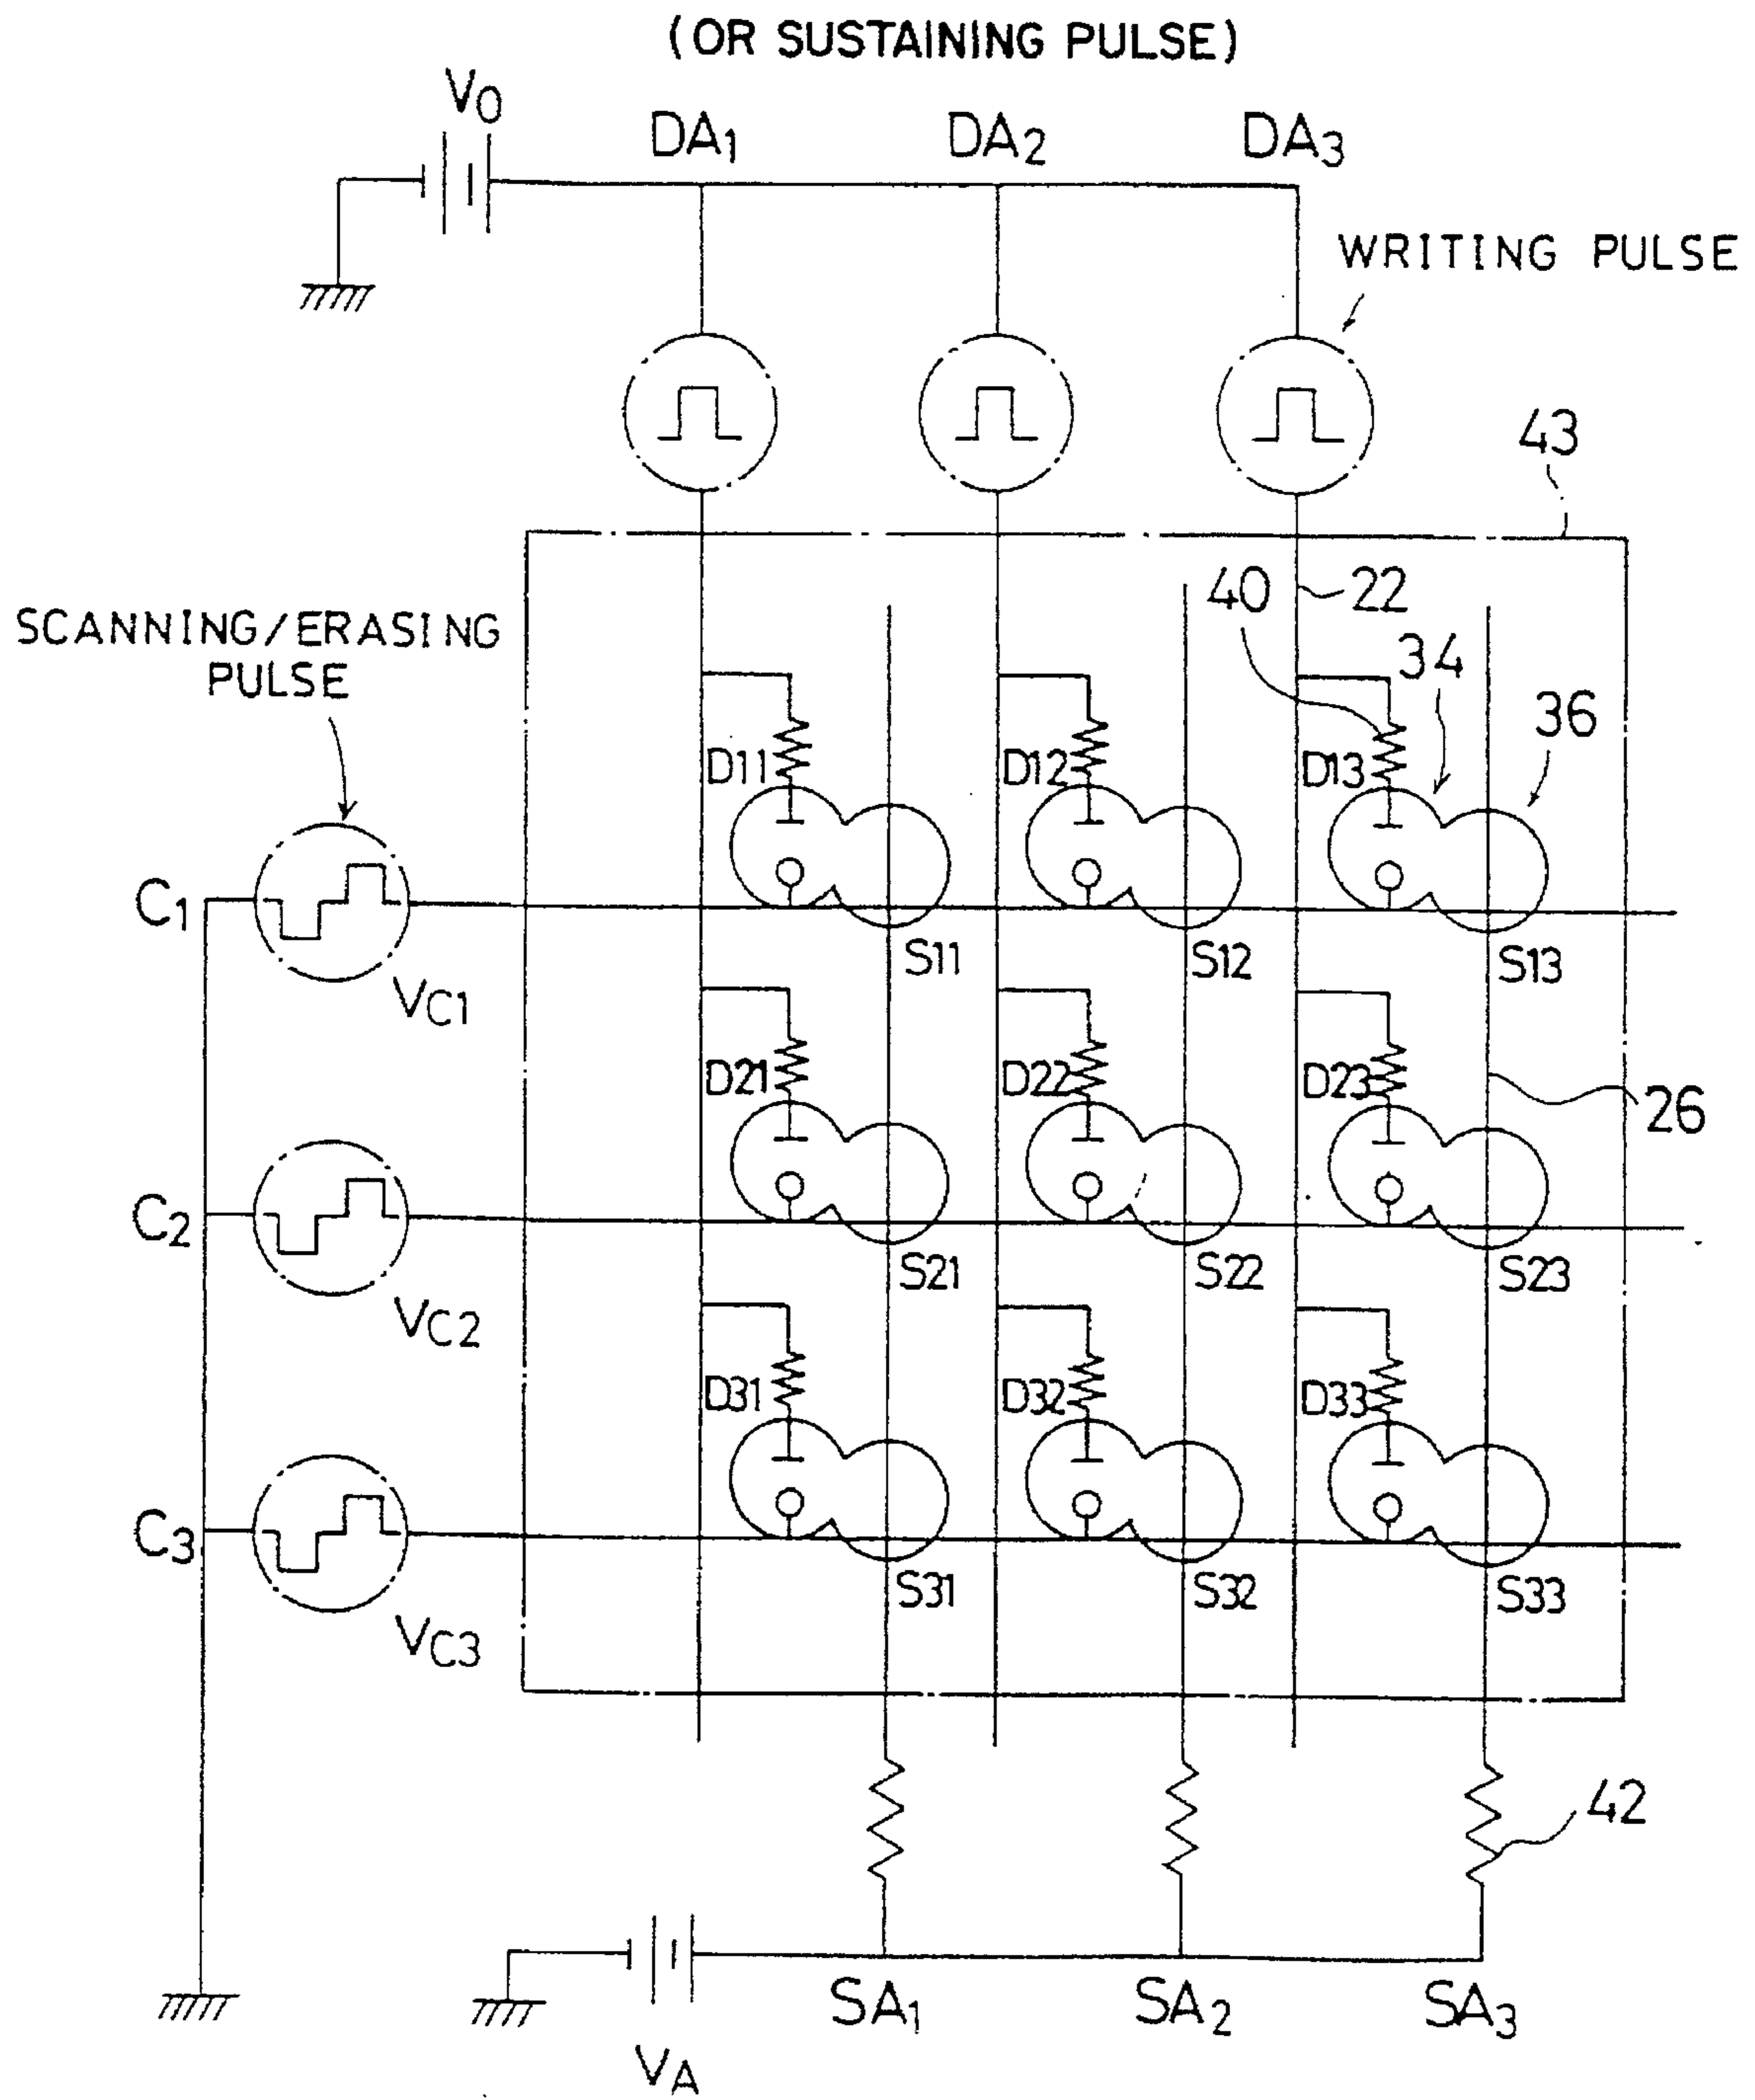 (OR SUSTAINING PULSE)
V0
DA1 DA2 DA3
WRITING PULSE
43
40 22
SCANNING/ERASING
PULSE
34
36
D11 D12 D13
C1
S11 S12 S13
VC1
D21 D22 D23
26
C2
S21 S22 S23
VC2
D31 D32 D33
C3
S31 S32 S33
VC3
42
SA1 SA2 SA3
VA